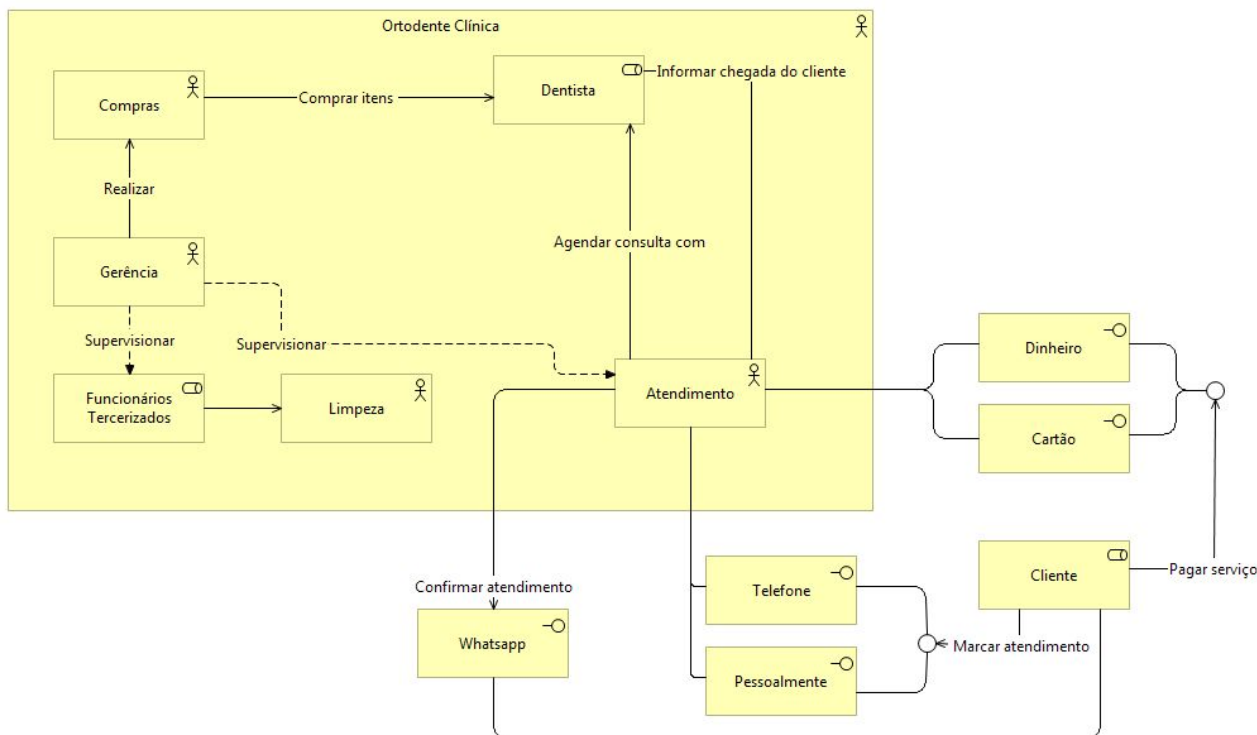 Ortodente Clínica
Compras
Comprar itens
Dentista
Informar chegada do cliente
Realizar
Agendar consulta com
Gerência
Supervisionar
Supervisionar
Funcionários
Tercerizados
Limpeza
Atendimento
Dinheiro
Cartão
Confirmar atendimento
Whatsapp
Telefone
Pessoalmente
Cliente
Pagar serviço
Marcar atendimento